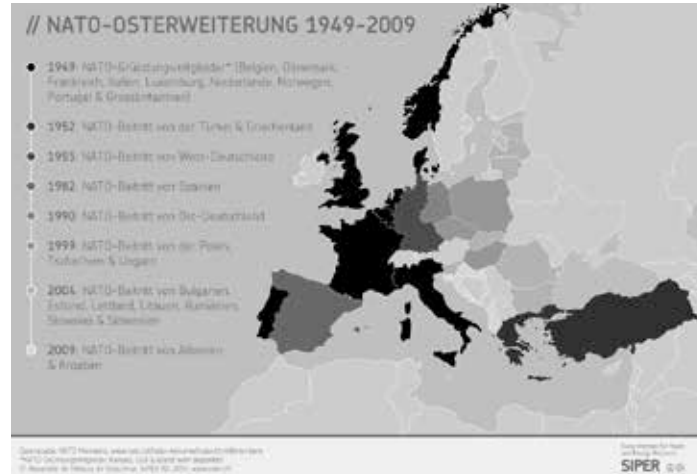 // NATO-OSTERWEITERUNG 1949-2009
1949: NATO-Gründungsmitglieder* (Belgien, Dänemark,
Frankreich, Italien, Luxemburg, Niederlande, Norwegen,
Portugal & Grossbritannien)
1952: NATO-Beitritt von der Türkei & Griechenland
1955: NATO-Beitritt von West-Deutschland
1982: NATO-Beitritt von Spanien
1990: NATO-Beitritt von Ost-Deutschland
1999: NATO-Beitritt von der Polen,
Tschechien & Ungarn
2004: NATO-Beitritt von Bulgarien,
Estland, Lettland, Litauen, Rumänien,
Slowakei & Slowenien
2009: NATO-Beitritt von Albanien
& Kroatien
SIPER